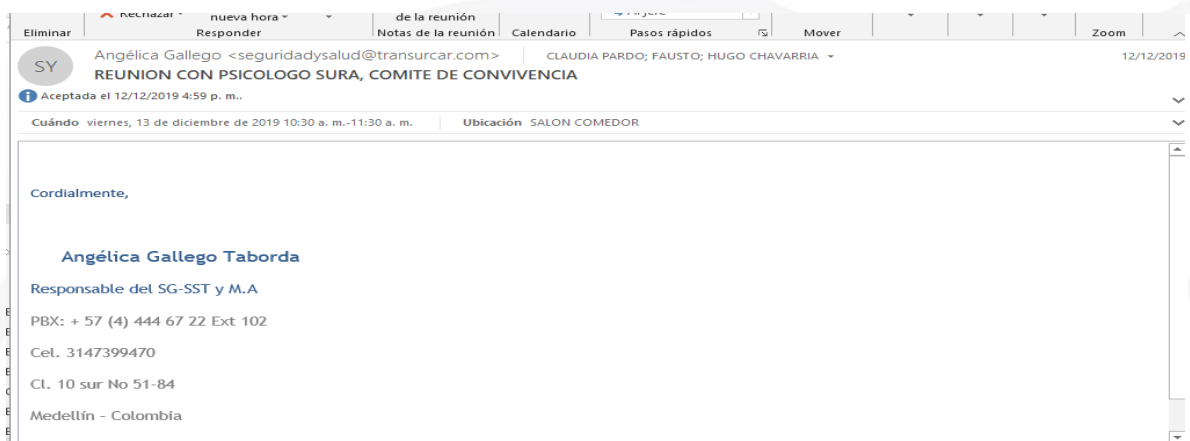 Rechazar
nueva hora
de la reunión
Eliminar Responder Notas de la reunión Calendario Pasos rápidos Mover Zoom
SY
Angélica Gallego <seguridadysalud@transurcar.com> CLAUDIA PARDO; FAUSTO; HUGO CHAVARRIA 12/12/2019
REUNION CON PSICOLOGO SURA, COMITE DE CONVIVENCIA
Aceptada el 12/12/2019 4:59 p. m..
Cuándo viernes, 13 de diciembre de 2019 10:30 a. m.-11:30 a. m. Ubicación SALON COMEDOR
Cordialmente,
Angélica Gallego Taborda
Responsable del SG-SST y M.A
PBX: + 57 (4) 444 67 22 Ext 102
Cel. 3147399470
Cl. 10 sur No 51-84
Medellín - Colombia